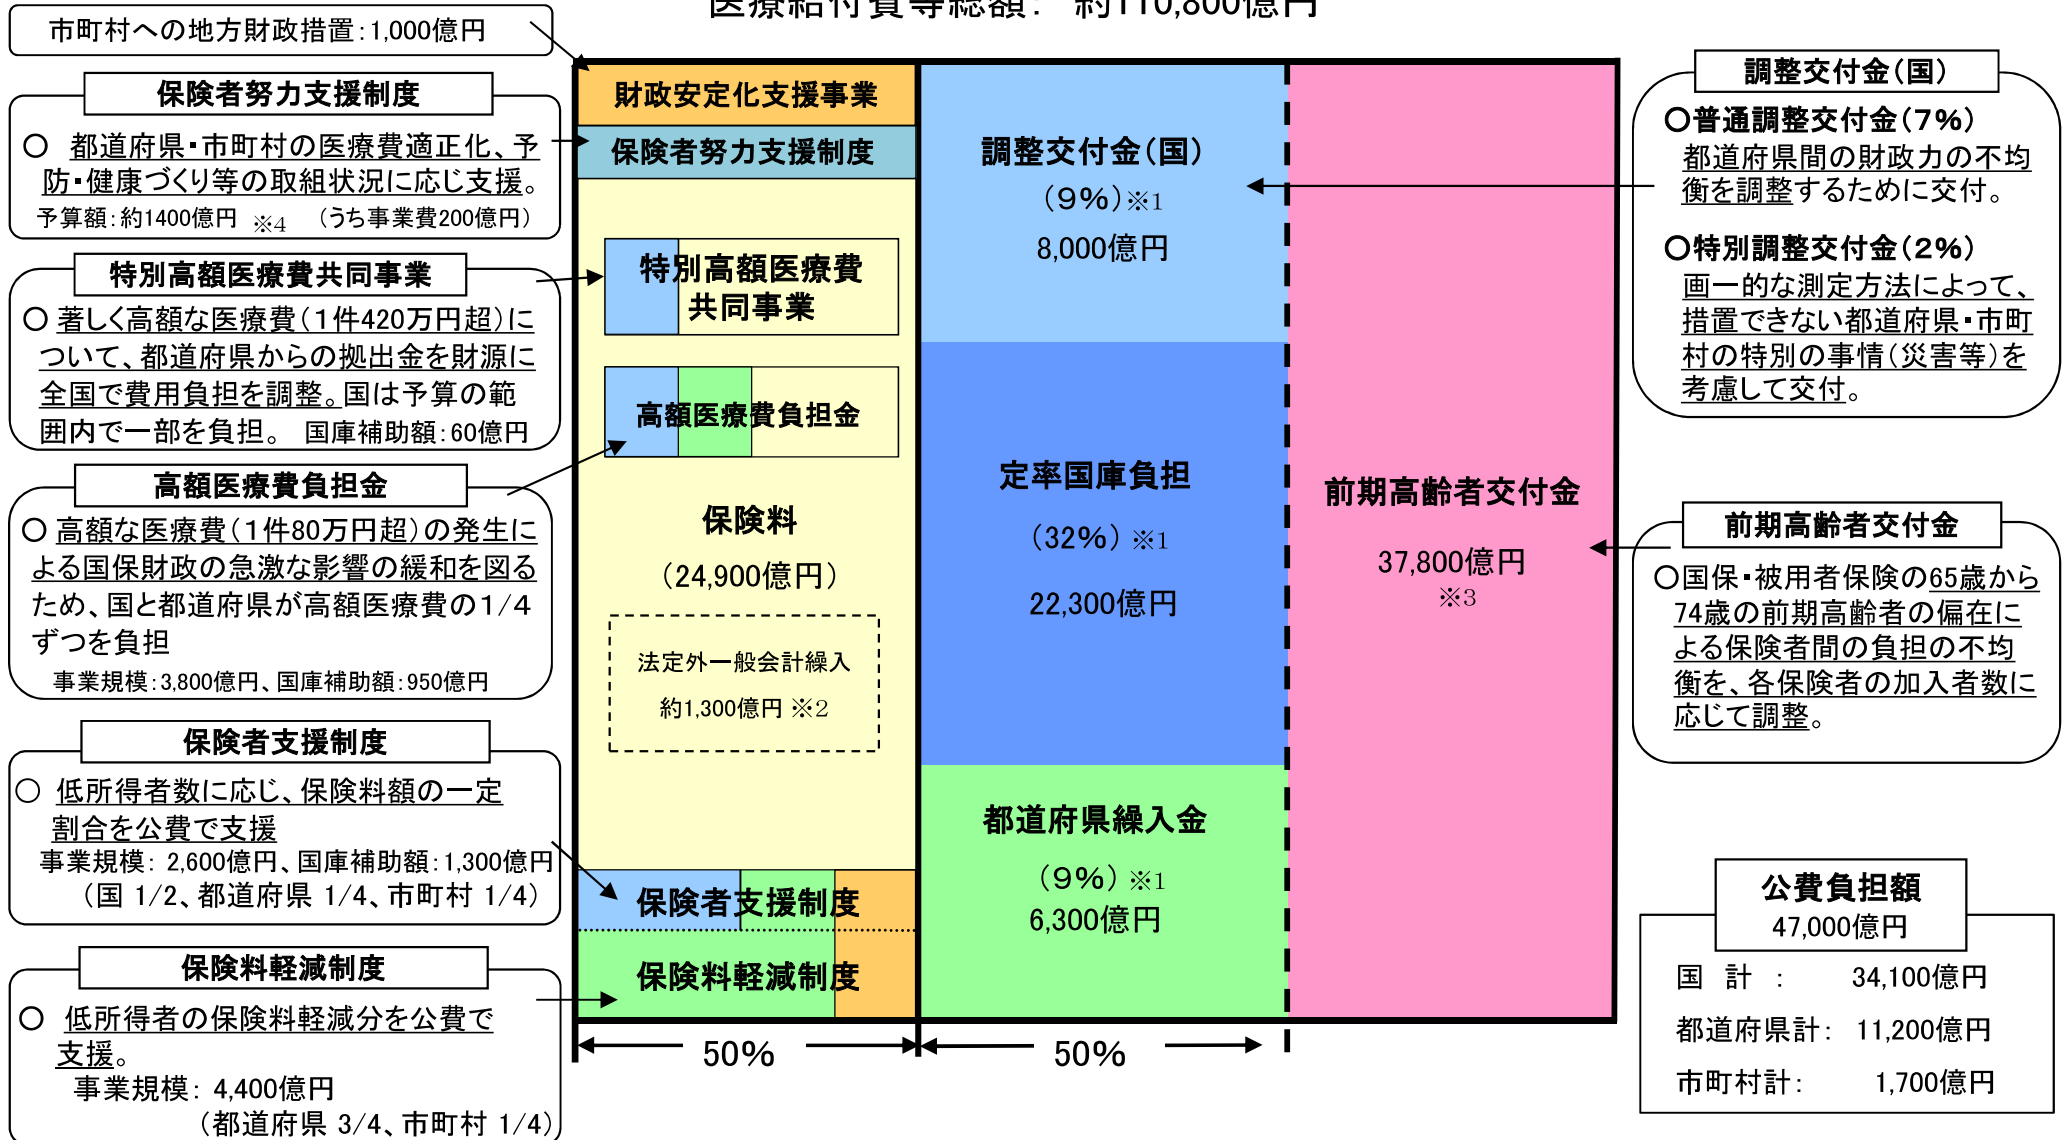 医療給付費等総額： 約110,800億円
市町村への地方財政措置：1,000億円
保険者努力支援制度
○ 都道府県・市町村の医療費適正化、予
防・健康づくり等の取組状況に応じ支援。
予算額：約1400億円 ※4 （うち事業費200億円）
特別高額医療費共同事業
○ 著しく高額な医療費（１件420万円超）に
ついて、都道府県からの拠出金を財源に
全国で費用負担を調整。国は予算の範
囲内で一部を負担。 国庫補助額：60億円
高額医療費負担金
○ 高額な医療費（１件80万円超）の発生に
よる国保財政の急激な影響の緩和を図る
ため、国と都道府県が高額医療費の１／４
ずつを負担
事業規模：3,800億円、国庫補助額：950億円
保険者支援制度
○ 低所得者数に応じ、保険料額の一定
割合を公費で支援
事業規模： 2,600億円、国庫補助額：1,300億円
（国 1/2、都道府県 1/4、市町村 1/4）
保険料軽減制度
○ 低所得者の保険料軽減分を公費で
支援。
事業規模： 4,400億円
（都道府県 3/4、市町村 1/4）
財政安定化支援事業
保険者努力支援制度
特別高額医療費
共同事業
高額医療費負担金
保険料
（24,900億円）
法定外一般会計繰入
約1,300億円 ※2
保険者支援制度
保険料軽減制度
50%
調整交付金（国）
（９％）※1
8,000億円
定率国庫負担
（32%）※1
22,300億円
都道府県繰入金
（９％）※1
6,300億円
50%
前期高齢者交付金
37,800億円
※3
調整交付金（国）
○普通調整交付金（７％）
都道府県間の財政力の不均
衡を調整するために交付。
○特別調整交付金（２％）
画一的な測定方法によって、
措置できない都道府県・市町
村の特別の事情（災害等）を
考慮して交付。
前期高齢者交付金
○国保・被用者保険の65歳から
74歳の前期高齢者の偏在に
よる保険者間の負担の不均
衡を、各保険者の加入者数に
応じて調整。
公費負担額
47,000億円
国 計 ： 34,100億円
都道府県計： 11,200億円
市町村計： 1,700億円